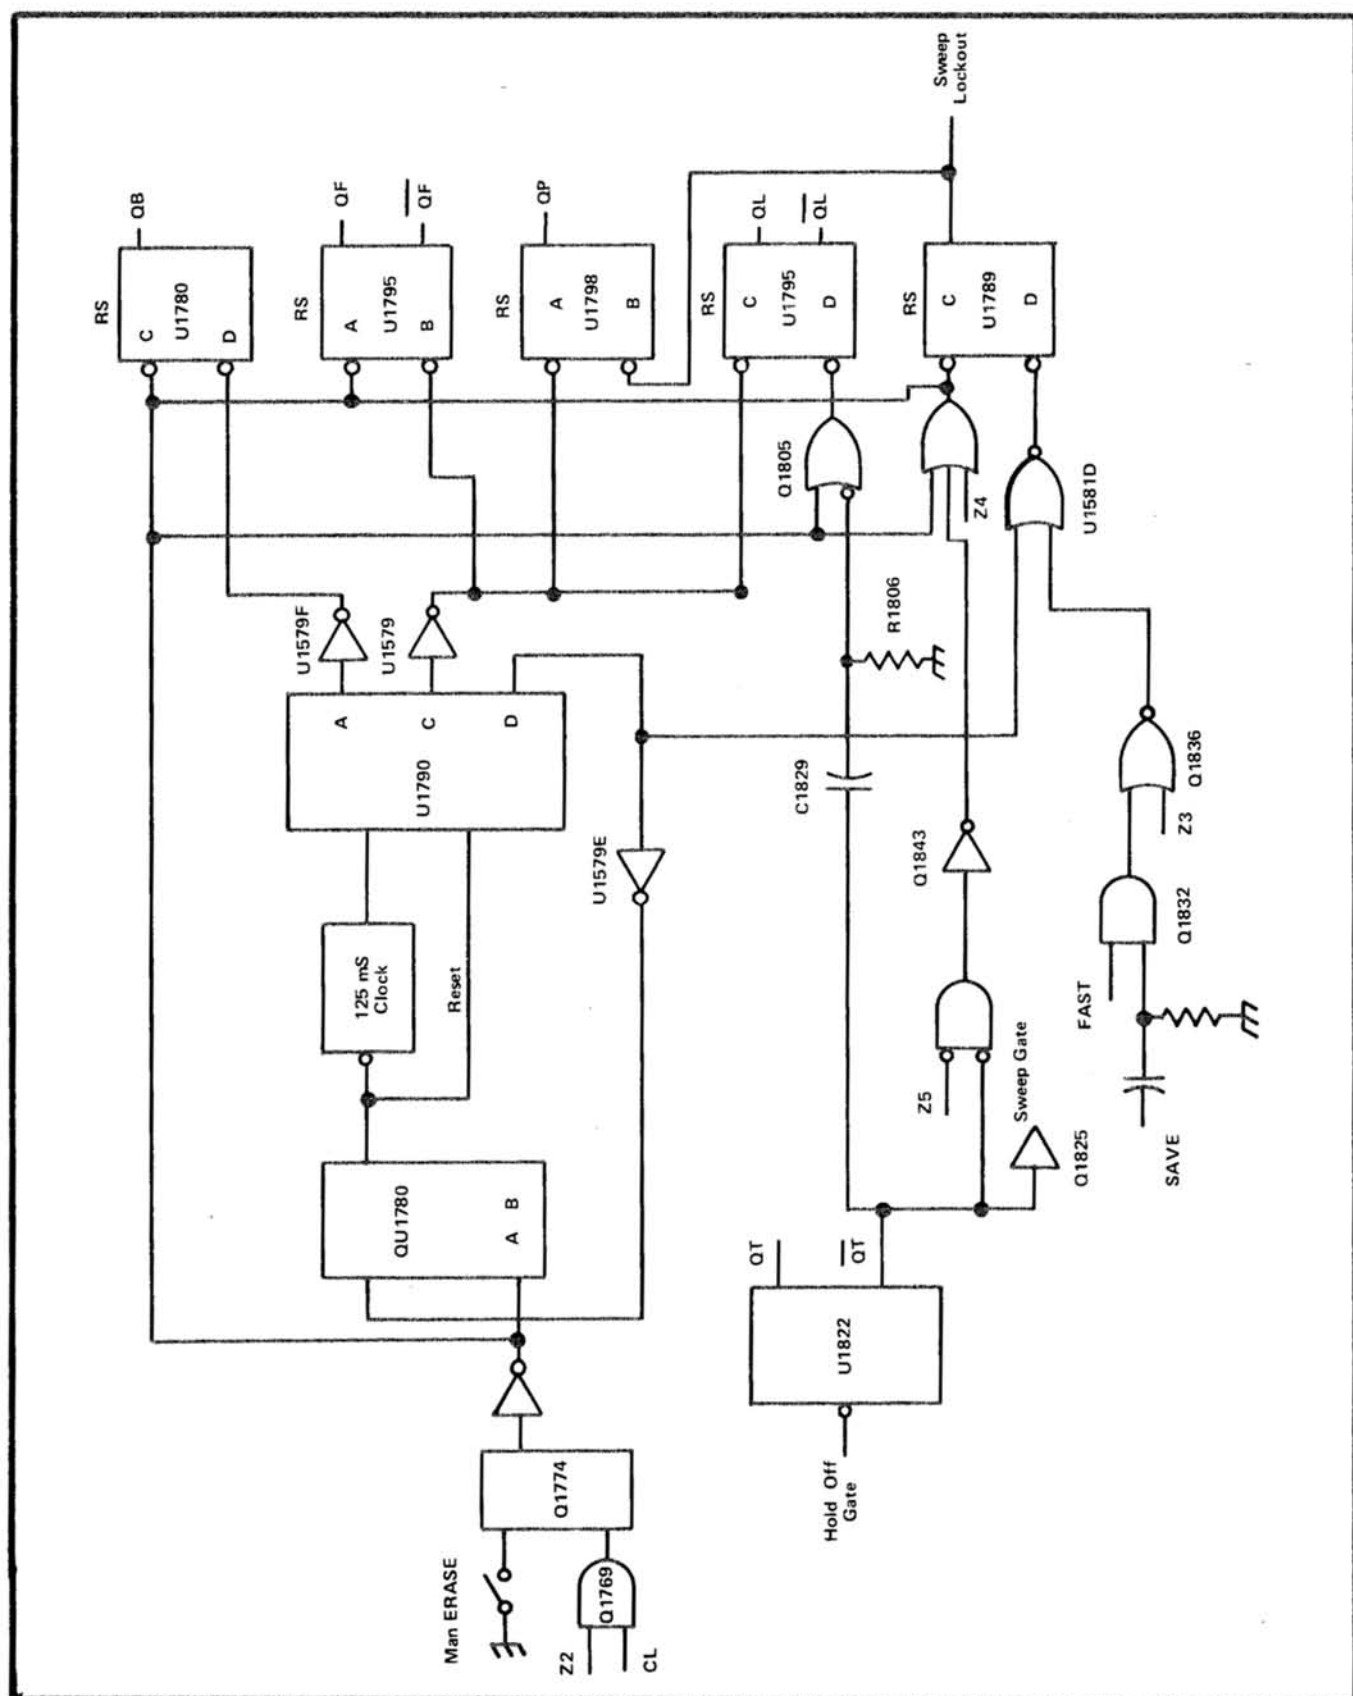 RS
C
U1780
D
QB
RS
A
U1795
B
QF
QF
RS
A
U1798
B
QP
RS
C
U1795
D
QL
QL
RS
C
U1789
D
Sweep
Lockout
U1579F
U1579
Q1805
Z4
U1581D
R1806
A
C
D
U1790
125 mS
Clock
Reset
U1579E
C1829
Q1843
Q1836
Z3
Q1832
FAST
SAVE
QU1780
A
B
Z5
Sweep Gate
Q1825
QT
QT
U1822
Hold Off
Gate
Q1774
Man ERASE
Q1769
Z2
CL